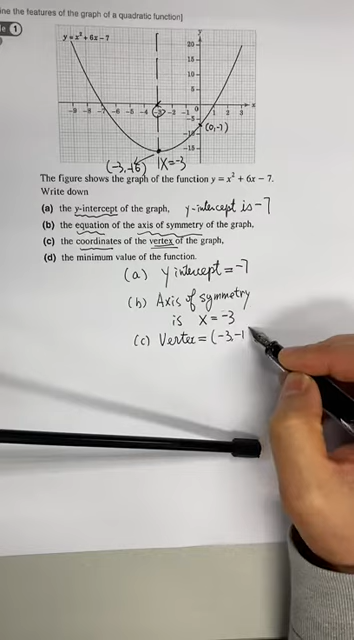 ine the features of the graph of a quadratic function]
le 1
y = x² + 6x − 7
y
20
15
10
5
-9 -8 -7 -6 -5 -4 -3 -2 -1 0 1 2 3 x
-5
-10
(0,-7)
-15
(-3,-16) x=-3
The figure shows the graph of the function y = x² + 6x − 7.
Write down
(a) the y-intercept of the graph, y-intercept is -7
(b) the equation of the axis of symmetry of the graph,
(c) the coordinates of the vertex of the graph,
(d) the minimum value of the function.
(a) y intercept = -7
(b) Axis of symmetry
is x = -3
(c) Vertex = (-3,-1